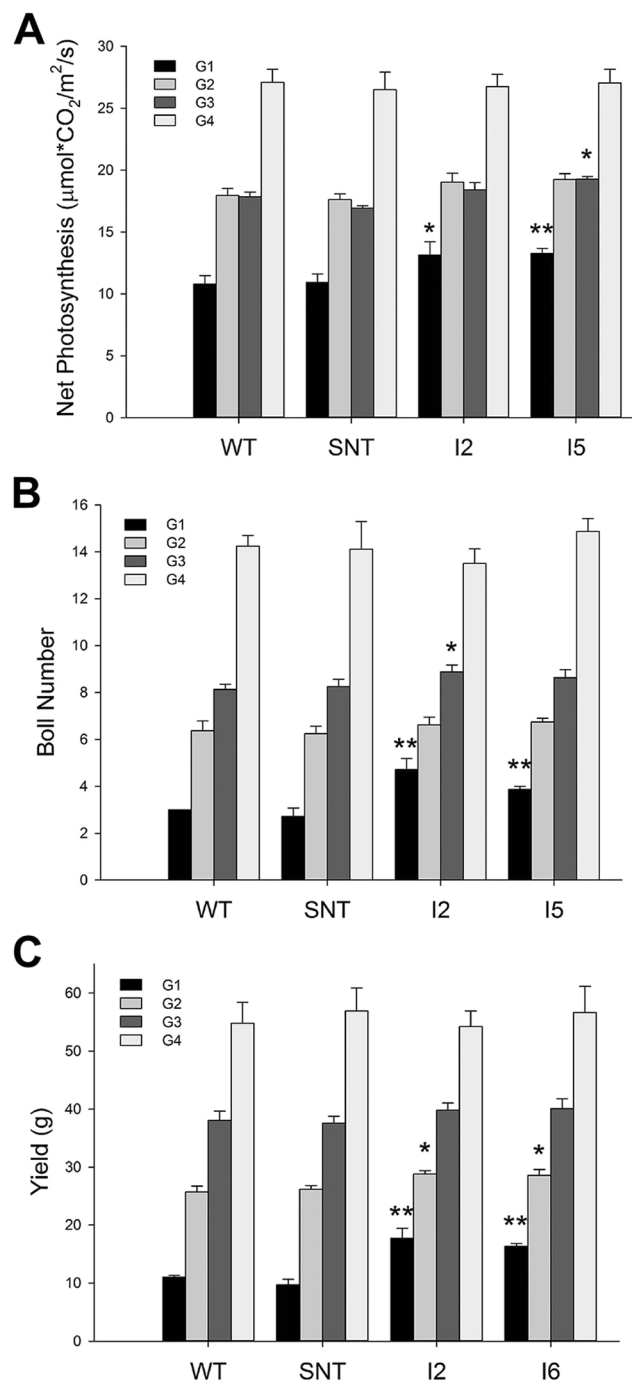 A
Net Photosynthesis (μmol*CO2/m²/s)
30
25
20
15
10
5
0
G1
G2
G3
G4
*
**
*
WT SNT I2 I5
B
Boll Number
16
14
12
10
8
6
4
2
0
G1
G2
G3
G4
**
*
**
WT SNT I2 I5
C
Yield (g)
60
50
40
30
20
10
0
G1
G2
G3
G4
**
*
**
*
WT SNT I2 I6